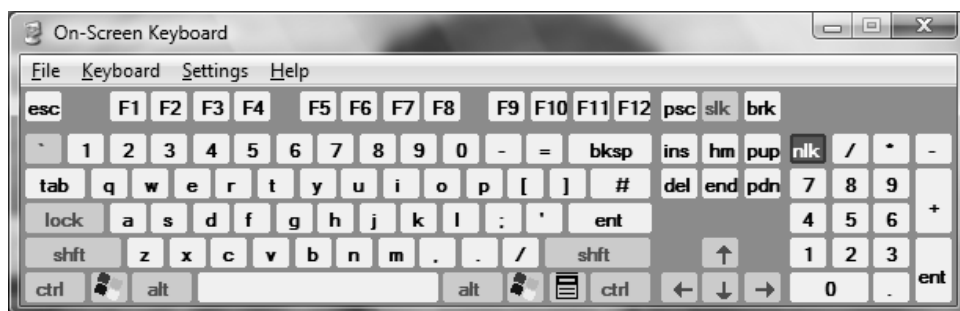 On-Screen Keyboard
File Keyboard Settings Help
esc F1 F2 F3 F4 F5 F6 F7 F8 F9 F10 F11 F12 psc slk brk
` 1 2 3 4 5 6 7 8 9 0 - = bksp ins hm pup nlk / * -
tab q w e r t y u i o p [ ] # del end pdn 7 8 9 +
lock a s d f g h j k l ; ' ent 4 5 6
shft z x c v b n m , . / shft ↑ 1 2 3 ent
ctrl alt alt ctrl ← ↓ → 0 .